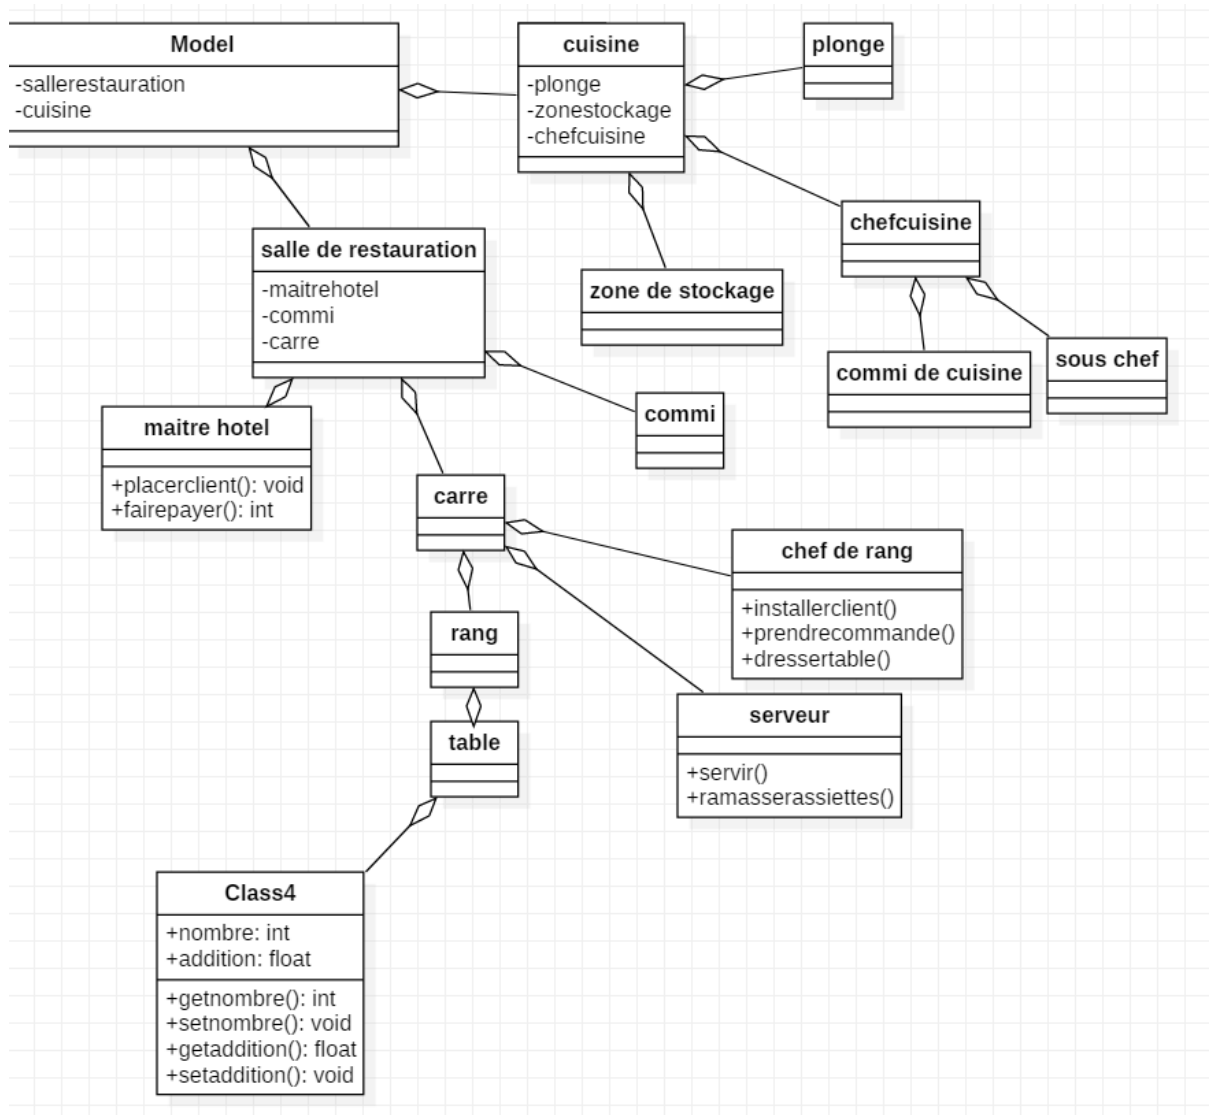 Model
-sallerestauration
-cuisine
cuisine
-plonge
-zonestockage
-chefcuisine
plonge
chefcuisine
salle de restauration
-maitrehotel
-commi
-carre
zone de stockage
commi de cuisine
sous chef
maitre hotel
+placerclient(): void
+fairepayer(): int
commi
carre
chef de rang
+installerclient()
+prendrecommande()
+dressertable()
rang
serveur
+servir()
+ramasserassiettes()
table
Class4
+nombre: int
+addition: float
+getnombre(): int
+setnombre(): void
+getaddition(): float
+setaddition(): void